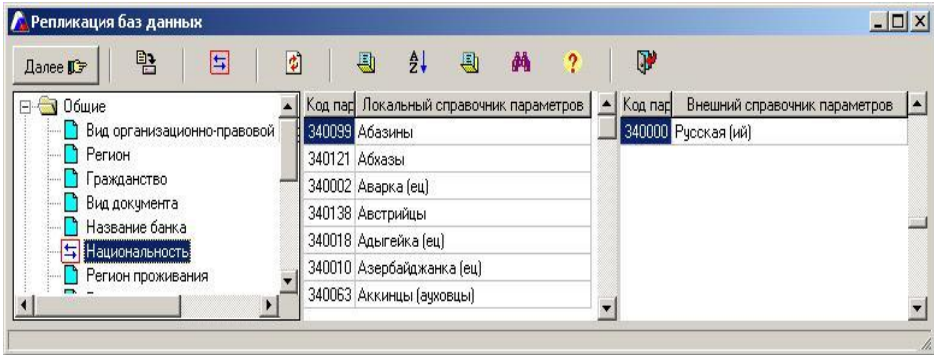 Репликация баз данных
Далее
Общие
Вид организационно-правовой
Регион
Гражданство
Вид документа
Название банка
Национальность
Регион проживания
Код пар Локальный справочник параметров
340099 Абазины
340121 Абхазы
340002 Аварка (ец)
340138 Австрийцы
340018 Адыгейка (ец)
340010 Азербайджанка (ец)
340063 Аккинцы (ауховцы)
Код пар Внешний справочник параметров
340000 Русская (ий)